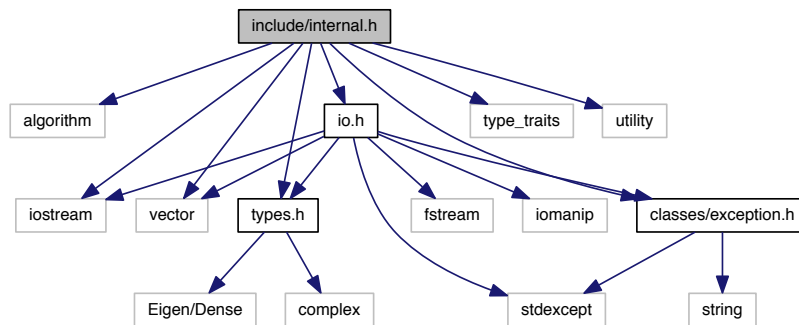 include/internal.h
algorithm
io.h
type_traits
utility
iostream
vector
types.h
fstream
iomanip
classes/exception.h
Eigen/Dense
complex
stdexcept
string